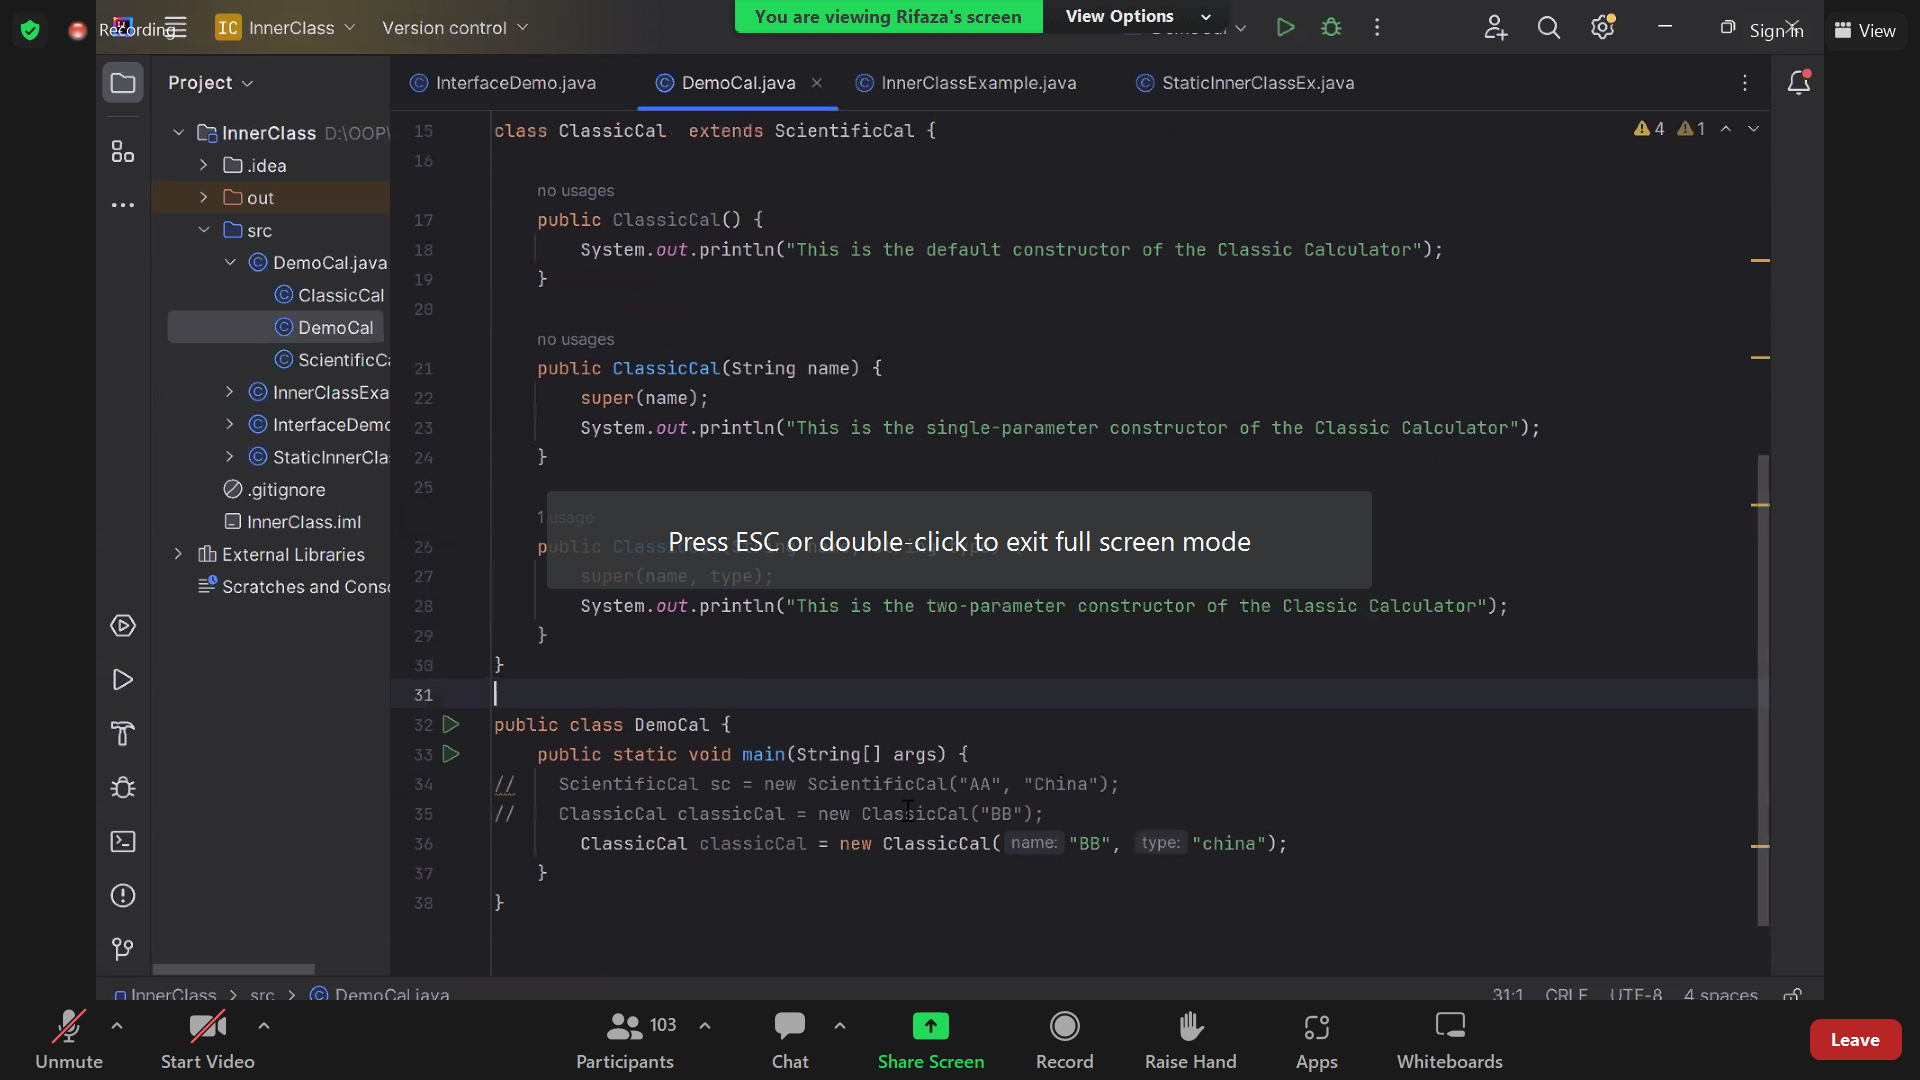 Recording
IC InnerClass
Version control
You are viewing Rifaza's screen
View Options
Sign In
View
Project
InterfaceDemo.java
DemoCal.java
InnerClassExample.java
StaticInnerClassEx.java
InnerClass D:\OOP\
.idea
out
src
DemoCal.java
ClassicCal
DemoCal
ScientificCa
InnerClassExa
InterfaceDemo
StaticInnerCla
.gitignore
InnerClass.iml
External Libraries
Scratches and Conso
4 1
15 class ClassicCal extends ScientificCal {
16
no usages
17 public ClassicCal() {
18 System.out.println("This is the default constructor of the Classic Calculator");
19 }
20
no usages
21 public ClassicCal(String name) {
22 super(name);
23 System.out.println("This is the single-parameter constructor of the Classic Calculator");
24 }
25
1 usage
Press ESC or double-click to exit full screen mode
26 public ClassicCal(String name, String type) {
27 super(name, type);
28 System.out.println("This is the two-parameter constructor of the Classic Calculator");
29 }
30 }
31
32 public class DemoCal {
33 public static void main(String[] args) {
34 // ScientificCal sc = new ScientificCal("AA", "China");
35 // ClassicCal classicCal = new ClassicCal("BB");
36 ClassicCal classicCal = new ClassicCal( name: "BB", type: "china");
37 }
38 }
InnerClass > src > DemoCal.java
31:1 CRLF UTF-8 4 spaces
Unmute
Start Video
103
Participants
Chat
Share Screen
Record
Raise Hand
Apps
Whiteboards
Leave